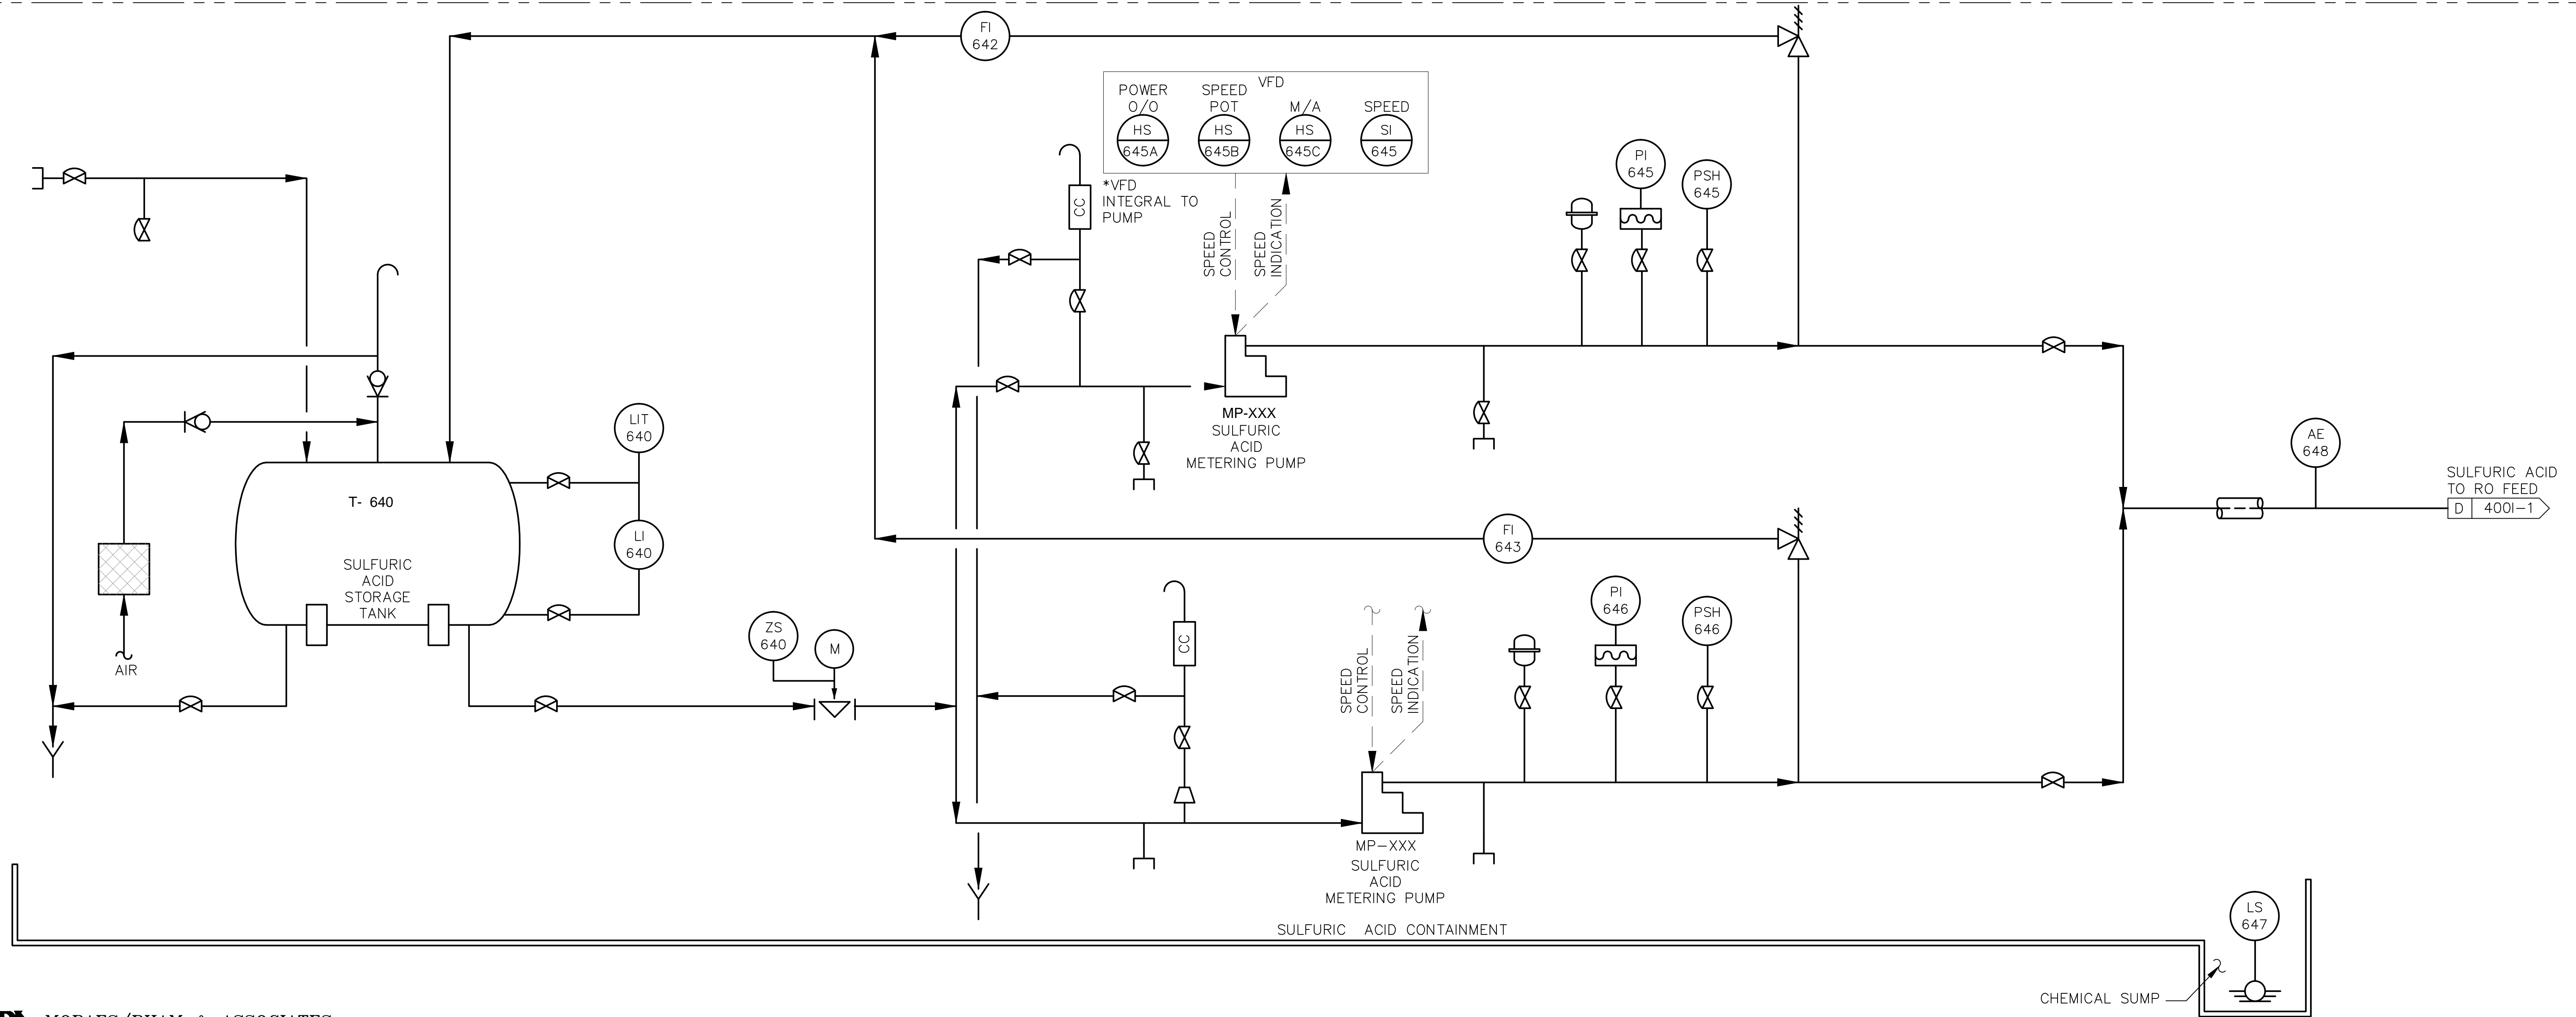 FI
642
VFD
POWER
O/O
SPEED
POT
M/A
SPEED
HS
645A
HS
645B
HS
645C
SI
645
*VFD
INTEGRAL TO
PUMP
CC
SPEED
CONTROL
SPEED
INDICATION
PI
645
PSH
645
MP-XXX
SULFURIC
ACID
METERING PUMP
LIT
640
LI
640
T- 640
SULFURIC
ACID
STORAGE
TANK
AIR
ZS
640
M
FI
643
AE
648
SULFURIC ACID
TO RO FEED
D 400I-1
CC
SPEED
CONTROL
SPEED
INDICATION
PI
646
PSH
646
MP-XXX
SULFURIC
ACID
METERING PUMP
SULFURIC ACID CONTAINMENT
LS
647
CHEMICAL SUMP